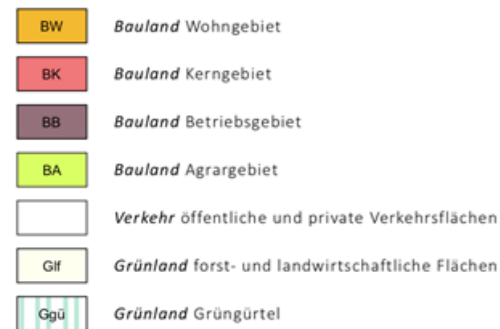 BW Bauland Wohngebiet
BK Bauland Kerngebiet
BB Bauland Betriebsgebiet
BA Bauland Agrargebiet
Verkehr öffentliche und private Verkehrsflächen
Glf Grünland forst- und landwirtschaftliche Flächen
Ggü Grünland Grüngürtel